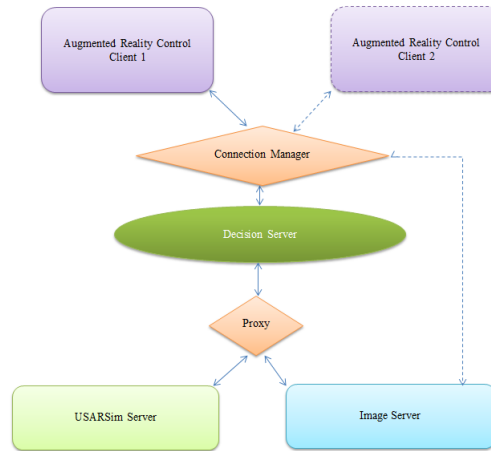 Augmented Reality Control
Client 1
Augmented Reality Control
Client 2
Connection Manager
Decision Server
Proxy
USARSim Server
Image Server